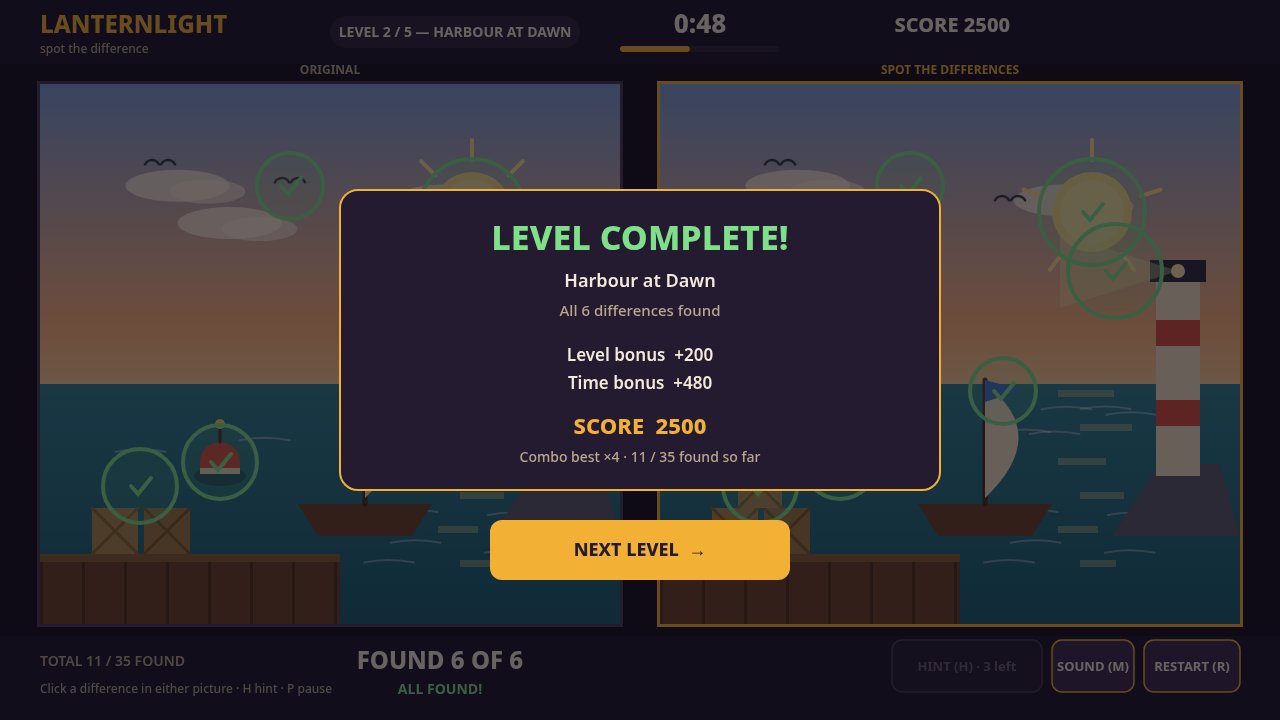 LANTERNLIGHT
spot the difference
LEVEL 2 / 5 — HARBOUR AT DAWN
0:48
SCORE 2500
ORIGINAL
SPOT THE DIFFERENCES
LEVEL COMPLETE!
Harbour at Dawn
All 6 differences found
Level bonus +200
Time bonus +480
SCORE 2500
Combo best ×4 · 11 / 35 found so far
NEXT LEVEL →
TOTAL 11 / 35 FOUND
Click a difference in either picture · H hint · P pause
FOUND 6 OF 6
ALL FOUND!
HINT (H) · 3 left
SOUND (M)
RESTART (R)